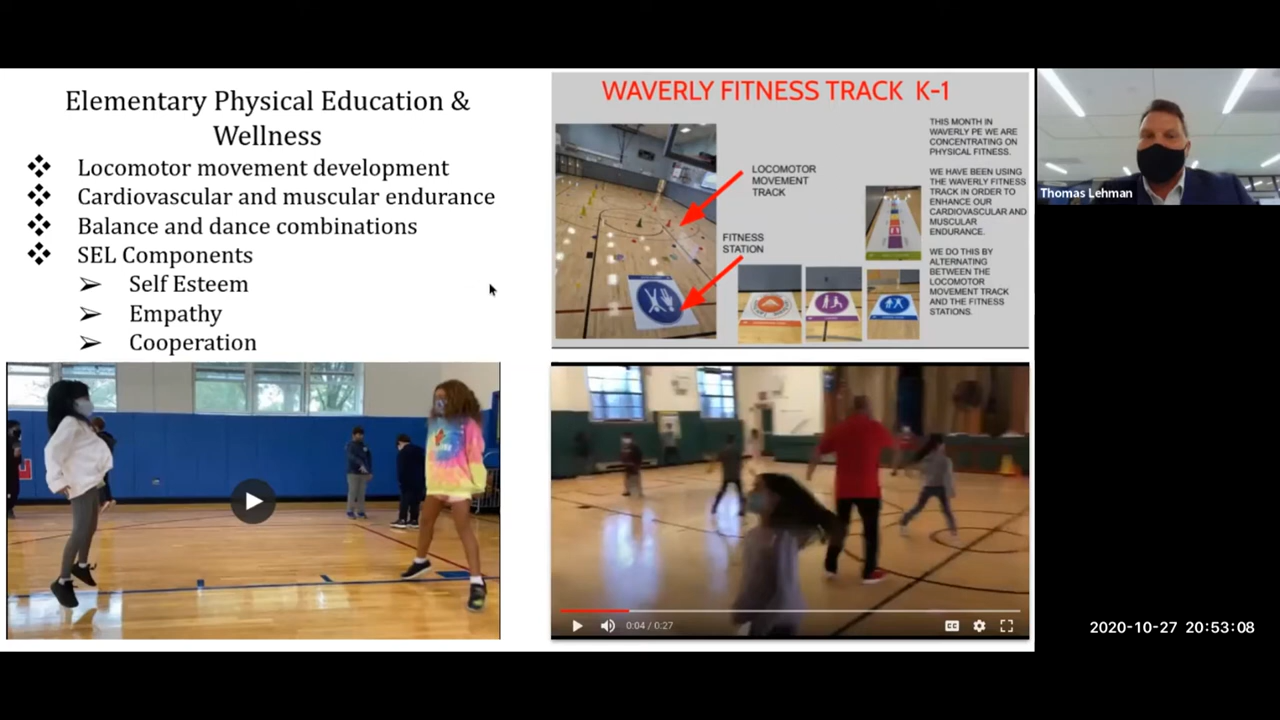 Elementary Physical Education &
Wellness
Locomotor movement development
Cardiovascular and muscular endurance
Balance and dance combinations
SEL Components
Self Esteem
Empathy
Cooperation
WAVERLY FITNESS TRACK K-1
LOCOMOTOR
MOVEMENT
TRACK
FITNESS
STATION
THIS MONTH IN
WAVERLY PE WE ARE
CONCENTRATING ON
PHYSICAL FITNESS.
WE HAVE BEEN USING
THE WAVERLY FITNESS
TRACK IN ORDER TO
ENHANCE OUR
CARDIOVASCULAR AND
MUSCULAR
ENDURANCE.
WE DO THIS BY
ALTERNATING
BETWEEN THE
LOCOMOTOR
MOVEMENT TRACK
AND THE FITNESS
STATIONS.
Thomas Lehman
0:04 / 0:27
CC
2020-10-27 20:53:08